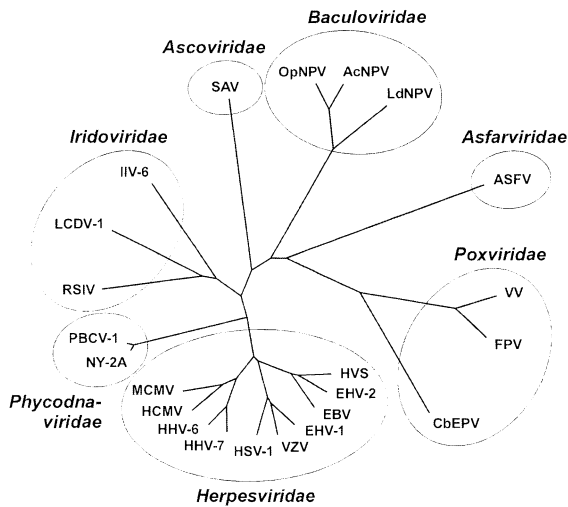 Baculoviridae
Ascoviridae
OpNPV AcNPV
SAV
LdNPV
Iridoviridae
Asfarviridae
IIV-6
ASFV
LCDV-1
Poxviridae
RSIV
VV
PBCV-1
FPV
NY-2A
HVS
MCMV
EHV-2
Phycodna-
viridae
HCMV
EBV
CbEPV
HHV-6
EHV-1
HHV-7
HSV-1
VZV
Herpesviridae